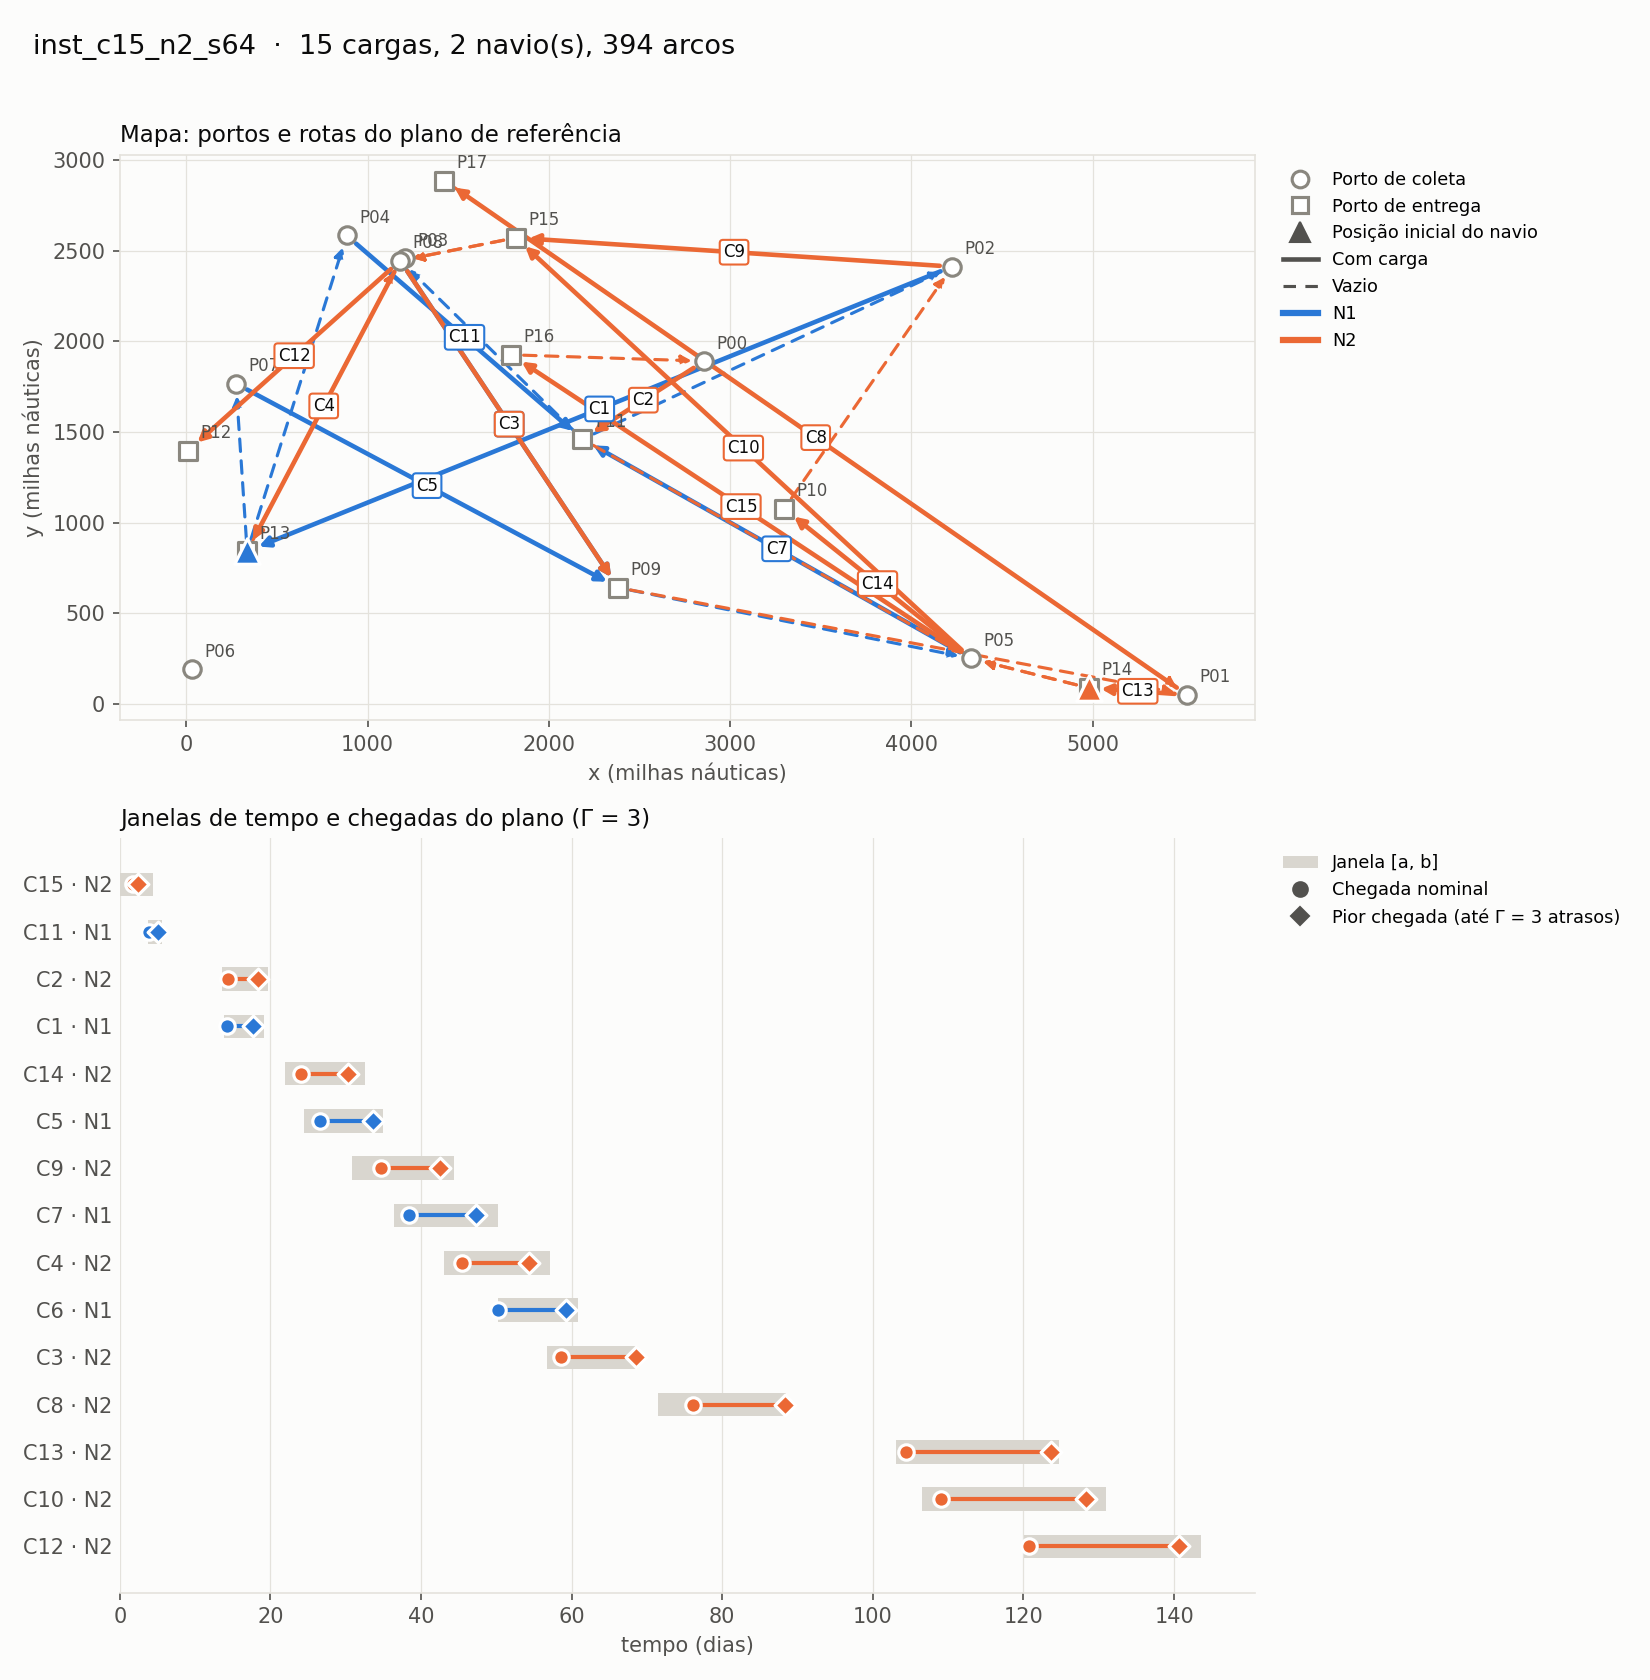 inst_c15_n2_s64  ·  15 cargas, 2 navio(s), 394 arcos
Mapa: portos e rotas do plano de referência
3000
2500
2000
1500
1000
500
0
y (milhas náuticas)
P17
P04
P15
P03
P08
P02
P16
P00
P07
P12
P10
P13
P09
P05
P06
P14
P01
C9
C11
C12
C4
C2
C1
C3
C8
C10
C5
C15
C7
C14
C13
0
1000
2000
3000
4000
5000
x (milhas náuticas)
Porto de coleta
Porto de entrega
Posição inicial do navio
Com carga
Vazio
N1
N2
Janelas de tempo e chegadas do plano (Γ = 3)
C15 · N2
C11 · N1
C2 · N2
C1 · N1
C14 · N2
C5 · N1
C9 · N2
C7 · N1
C4 · N2
C6 · N1
C3 · N2
C8 · N2
C13 · N2
C10 · N2
C12 · N2
0
20
40
60
80
100
120
140
tempo (dias)
Janela [a, b]
Chegada nominal
Pior chegada (até Γ = 3 atrasos)